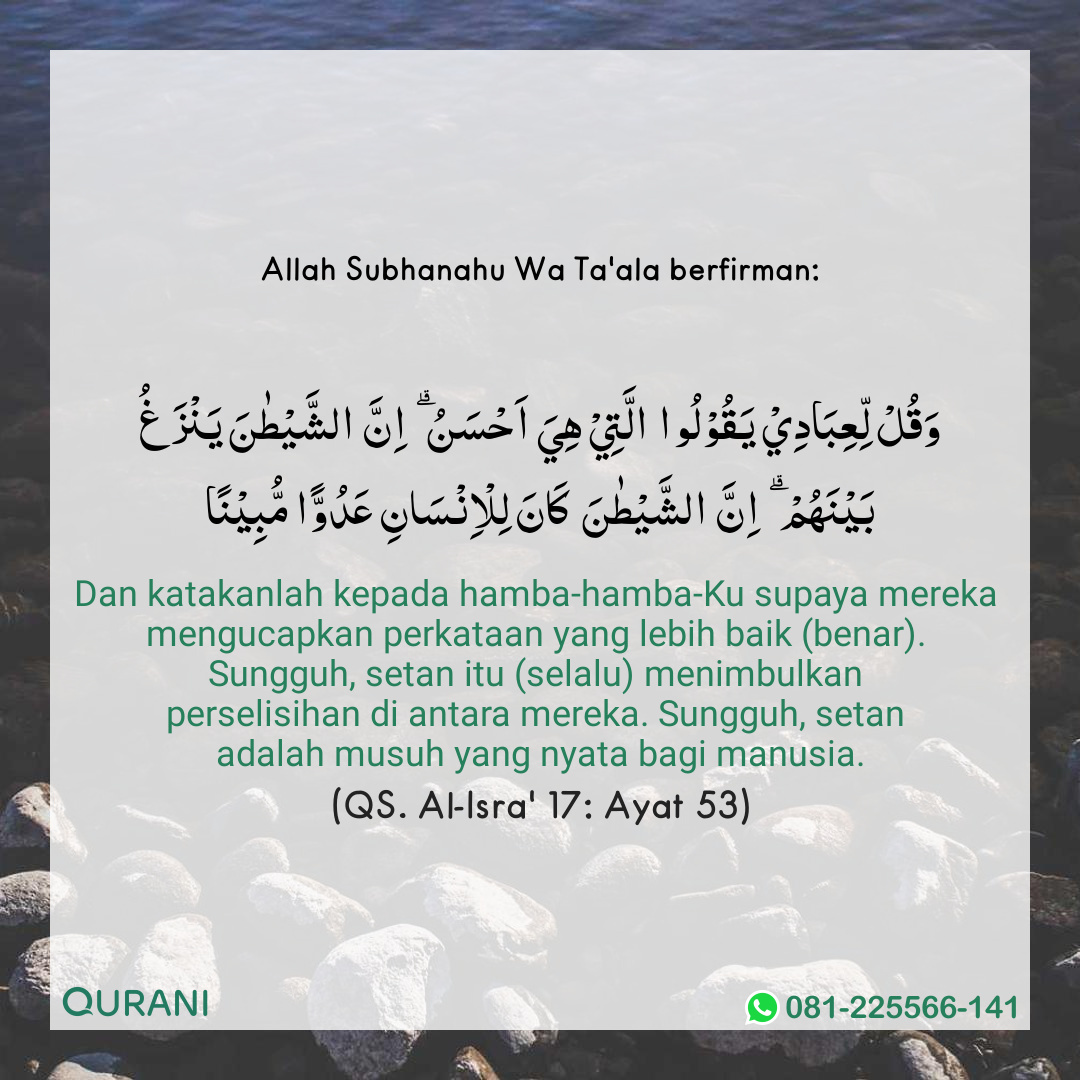 Allah Subhanahu Wa Ta'ala berfirman:
وَقُلْ لِّعِبَادِيْ يَقُوْلُوا الَّتِيْ هِيَ اَحْسَنُ ۗ اِنَّ الشَّيْطٰنَ يَنْزَغُ
بَيْنَهُمْ ۗ اِنَّ الشَّيْطٰنَ كَانَ لِلْاِنْسَانِ عَدُوًّا مُّبِيْنًا
Dan katakanlah kepada hamba-hamba-Ku supaya mereka
mengucapkan perkataan yang lebih baik (benar).
Sungguh, setan itu (selalu) menimbulkan
perselisihan di antara mereka. Sungguh, setan
adalah musuh yang nyata bagi manusia.
(QS. Al-Isra' 17: Ayat 53)
QURANI
081-225566-141